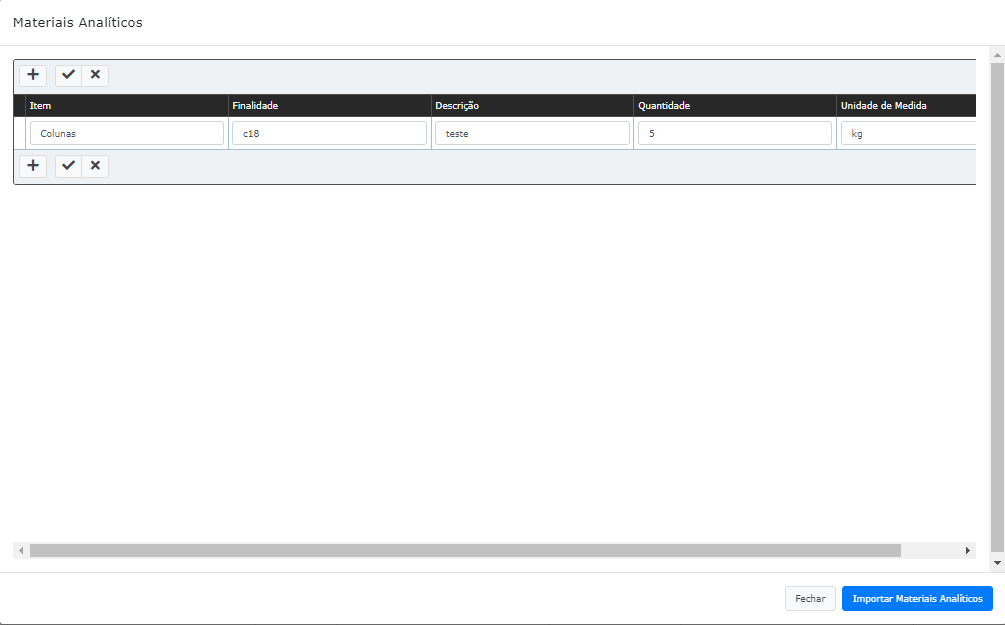 Materiais Analíticos
Item Finalidade Descrição Quantidade Unidade de Medida
Colunas c18 teste 5 kg
Fechar Importar Materiais Analíticos